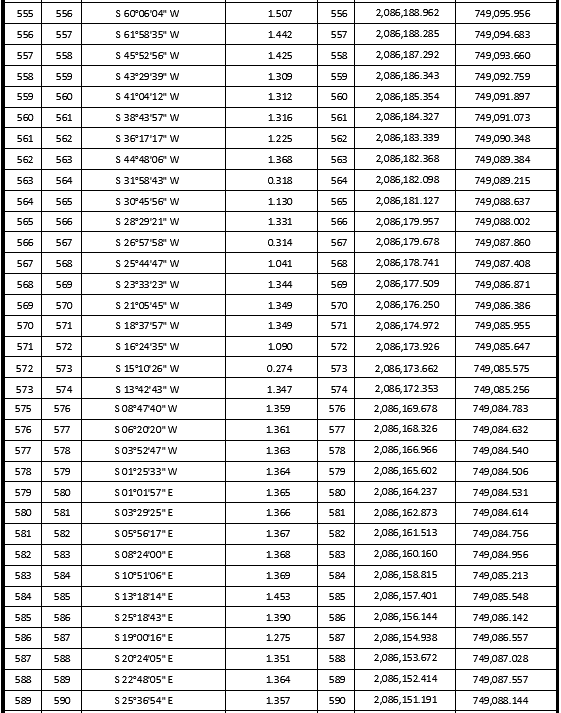 555 556 S 60°06'04" W 1.507 556 2,086,188.962 749,095.956
556 557 S 61°58'35" W 1.442 557 2,086,188.285 749,094.683
557 558 S 45°52'56" W 1.425 558 2,086,187.292 749,093.660
558 559 S 43°29'39" W 1.309 559 2,086,186.343 749,092.759
559 560 S 41°04'12" W 1.312 560 2,086,185.354 749,091.897
560 561 S 38°43'57" W 1.316 561 2,086,184.327 749,091.073
561 562 S 36°17'17" W 1.225 562 2,086,183.339 749,090.348
562 563 S 44°48'06" W 1.368 563 2,086,182.368 749,089.384
563 564 S 31°58'43" W 0.318 564 2,086,182.098 749,089.215
564 565 S 30°45'56" W 1.130 565 2,086,181.127 749,088.637
565 566 S 28°29'21" W 1.331 566 2,086,179.957 749,088.002
566 567 S 26°57'58" W 0.314 567 2,086,179.678 749,087.860
567 568 S 25°44'47" W 1.041 568 2,086,178.741 749,087.408
568 569 S 23°33'23" W 1.344 569 2,086,177.509 749,086.871
569 570 S 21°05'45" W 1.349 570 2,086,176.250 749,086.386
570 571 S 18°37'57" W 1.349 571 2,086,174.972 749,085.955
571 572 S 16°24'35" W 1.090 572 2,086,173.926 749,085.647
572 573 S 15°10'26" W 0.274 573 2,086,173.662 749,085.575
573 574 S 13°42'43" W 1.347 574 2,086,172.353 749,085.256
575 576 S 08°47'40" W 1.359 576 2,086,169.678 749,084.783
576 577 S 06°20'20" W 1.361 577 2,086,168.326 749,084.632
577 578 S 03°52'47" W 1.363 578 2,086,166.966 749,084.540
578 579 S 01°25'33" W 1.364 579 2,086,165.602 749,084.506
579 580 S 01°01'57" E 1.365 580 2,086,164.237 749,084.531
580 581 S 03°29'25" E 1.366 581 2,086,162.873 749,084.614
581 582 S 05°56'17" E 1.367 582 2,086,161.513 749,084.756
582 583 S 08°24'00" E 1.368 583 2,086,160.160 749,084.956
583 584 S 10°51'06" E 1.369 584 2,086,158.815 749,085.213
584 585 S 13°18'14" E 1.453 585 2,086,157.401 749,085.548
585 586 S 25°18'43" E 1.390 586 2,086,156.144 749,086.142
586 587 S 19°00'16" E 1.275 587 2,086,154.938 749,086.557
587 588 S 20°24'05" E 1.351 588 2,086,153.672 749,087.028
588 589 S 22°48'05" E 1.364 589 2,086,152.414 749,087.557
589 590 S 25°36'54" E 1.357 590 2,086,151.191 749,088.144